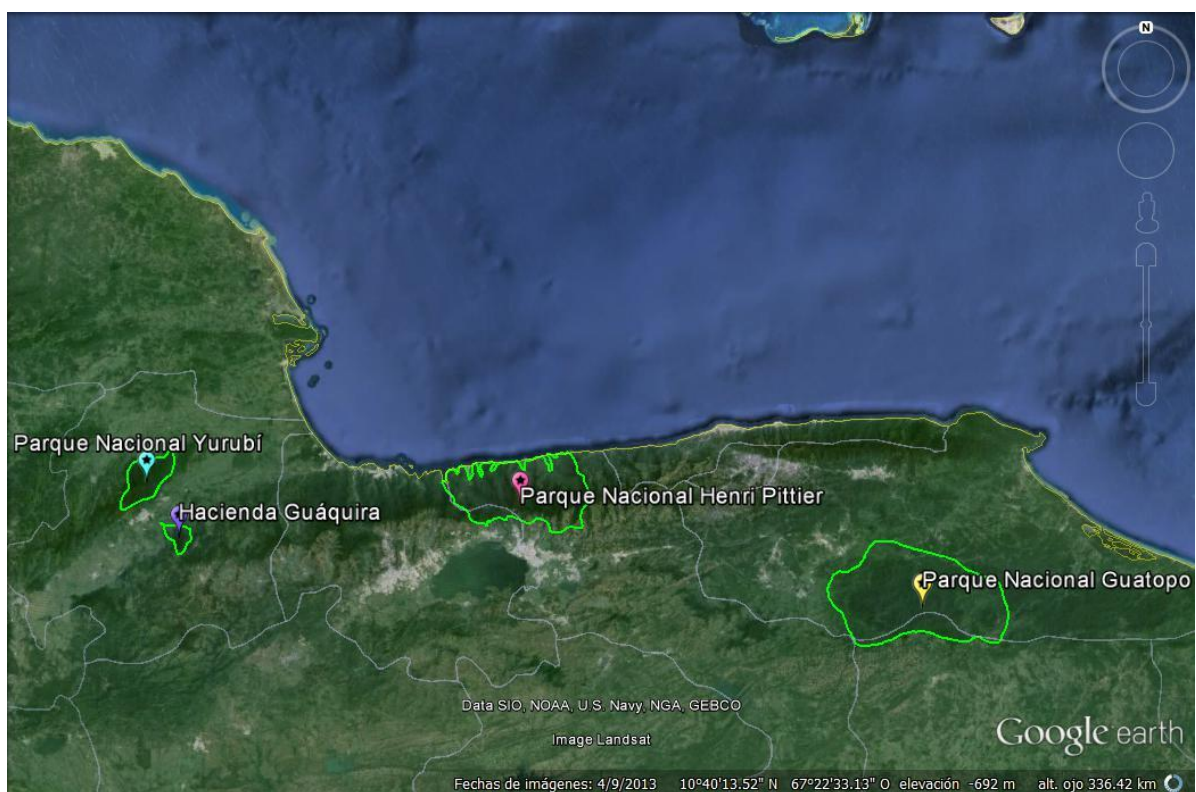 N
Parque Nacional Yurubí
Hacienda Guáquira
Parque Nacional Henri Pittier
Parque Nacional Guatopo
Data SIO, NOAA, U.S. Navy, NGA, GEBCO
Image Landsat
Google earth
Fechas de imágenes: 4/9/2013 10°40'13.52" N 67°22'33.13" O elevación -692 m alt. ojo 336.42 km